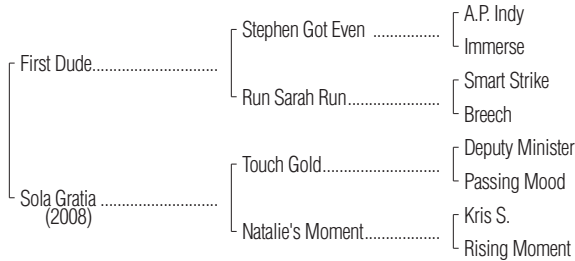 Stephen Got Even ................ A.P. Indy
Immerse
First Dude..............................
Run Sarah Run...................... Smart Strike
Breech
Touch Gold............................ Deputy Minister
Passing Mood
Sola Gratia ............................
(2008)
Natalie's Moment.................. Kris S.
Rising Moment